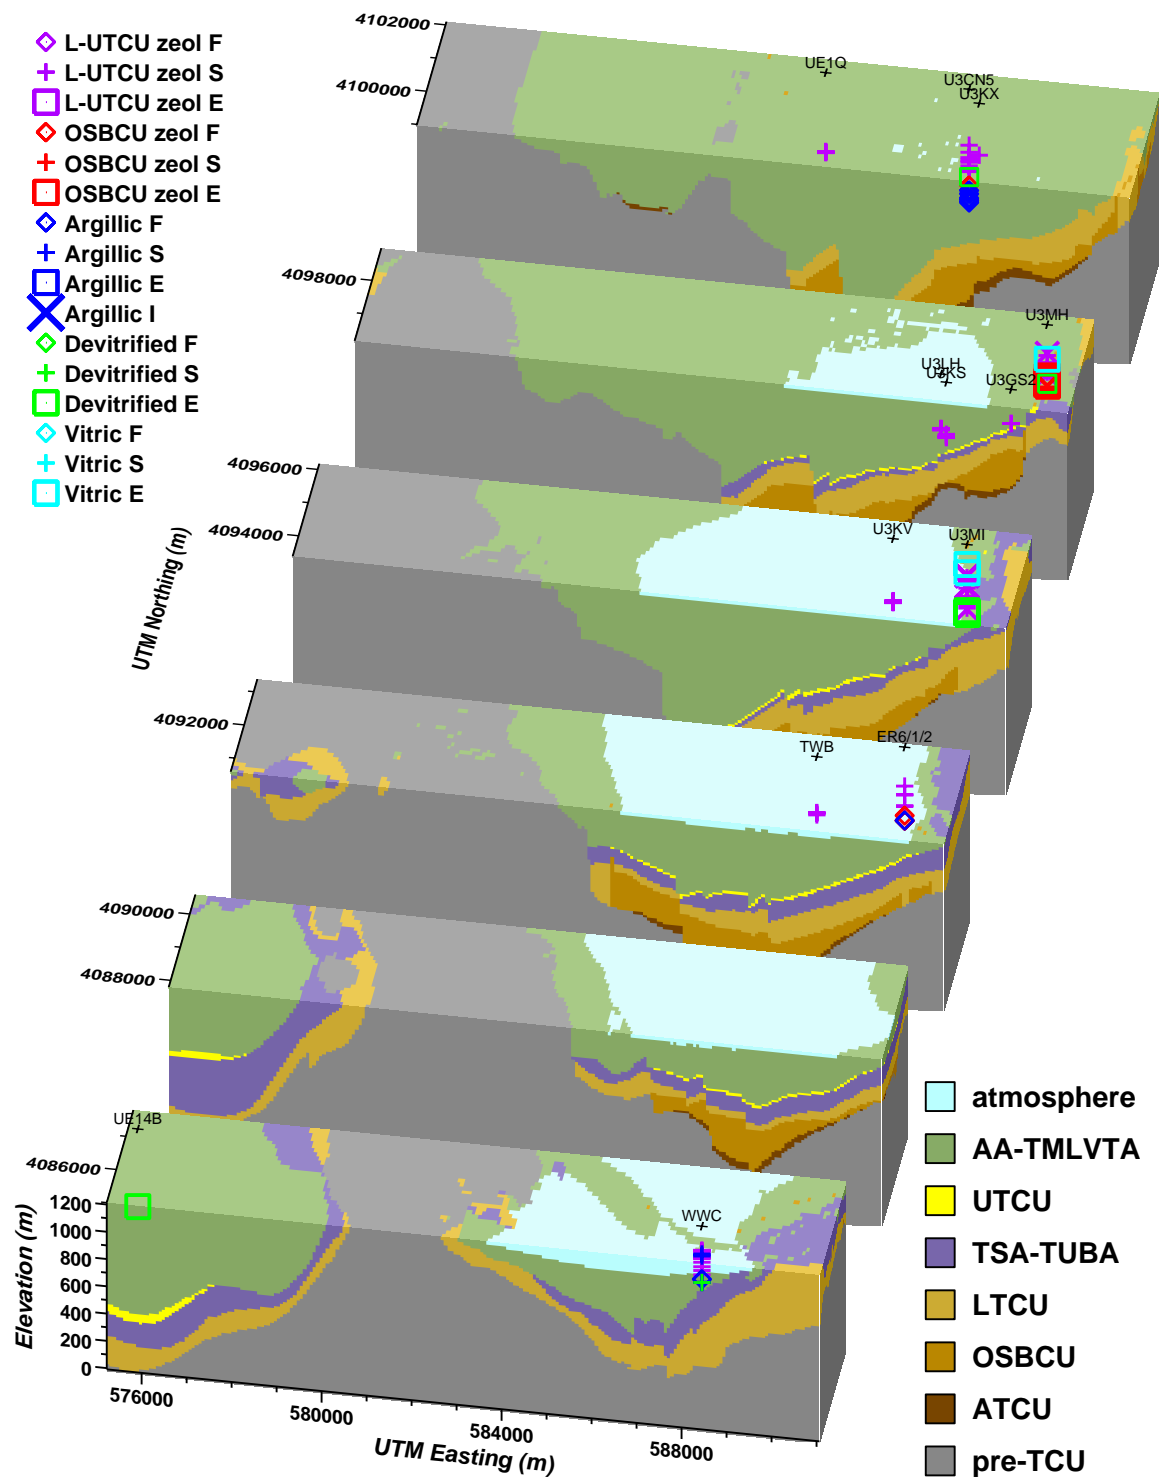 L-UTCU zeol F
L-UTCU zeol S
L-UTCU zeol E
OSBCU zeol F
OSBCU zeol S
OSBCU zeol E
Argillic F
Argillic S
Argillic E
Argillic I
Devitrified F
Devitrified S
Devitrified E
Vitric F
Vitric S
Vitric E
4102000
4100000
UE1Q
U3CN5
U3KX
4098000
U3MH
U3LH
U3KS
U3GS2
4096000
4094000
U3KV
U3MI
UTM Northing (m)
4092000
TWB
ER6/1/2
4090000
4088000
UE14B
4086000
WWC
Elevation (m)
1200
1000
800
600
400
200
0
576000
580000
584000
588000
UTM Easting (m)
atmosphere
AA-TMLVTA
UTCU
TSA-TUBA
LTCU
OSBCU
ATCU
pre-TCU